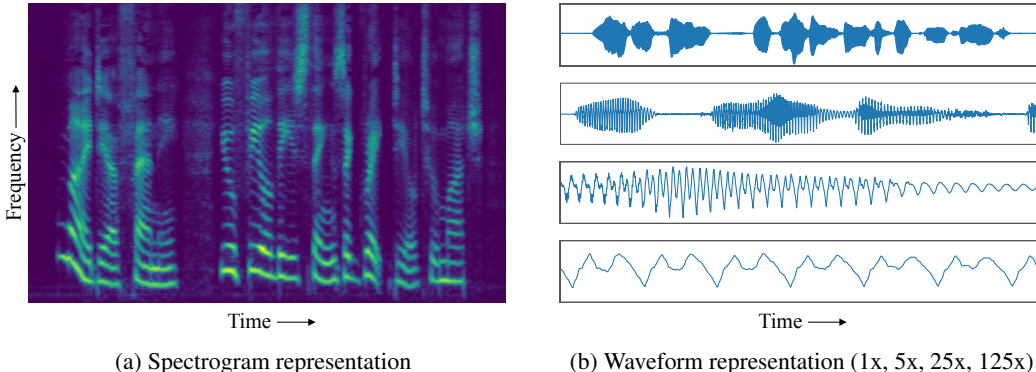 Frequency
Time
(a) Spectrogram representation
Time
(b) Waveform representation (1x, 5x, 25x, 125x)